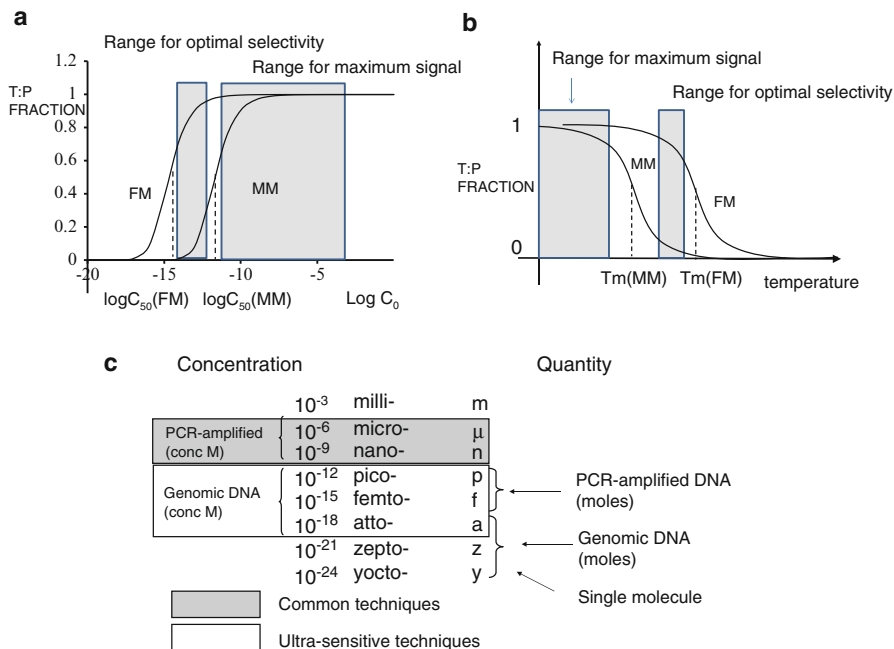 a
Range for optimal selectivity
Range for maximum signal
T:P
FRACTION
1.2
1
0.8
0.6
0.4
0.2
0
FM
MM
-20
-15
-10
-5
logC50(FM)
logC50(MM)
Log C0
b
Range for maximum signal
Range for optimal selectivity
1
T:P
FRACTION
0
MM
FM
Tm(MM)
Tm(FM)
temperature
c
Concentration
Quantity
10-3 milli- m
PCR-amplified
(conc M)
10-6 micro- μ
10-9 nano- n
Genomic DNA
(conc M)
10-12 pico- p
10-15 femto- f
10-18 atto- a
10-21 zepto- z
10-24 yocto- y
PCR-amplified DNA
(moles)
Genomic DNA
(moles)
Single molecule
Common techniques
Ultra-sensitive techniques